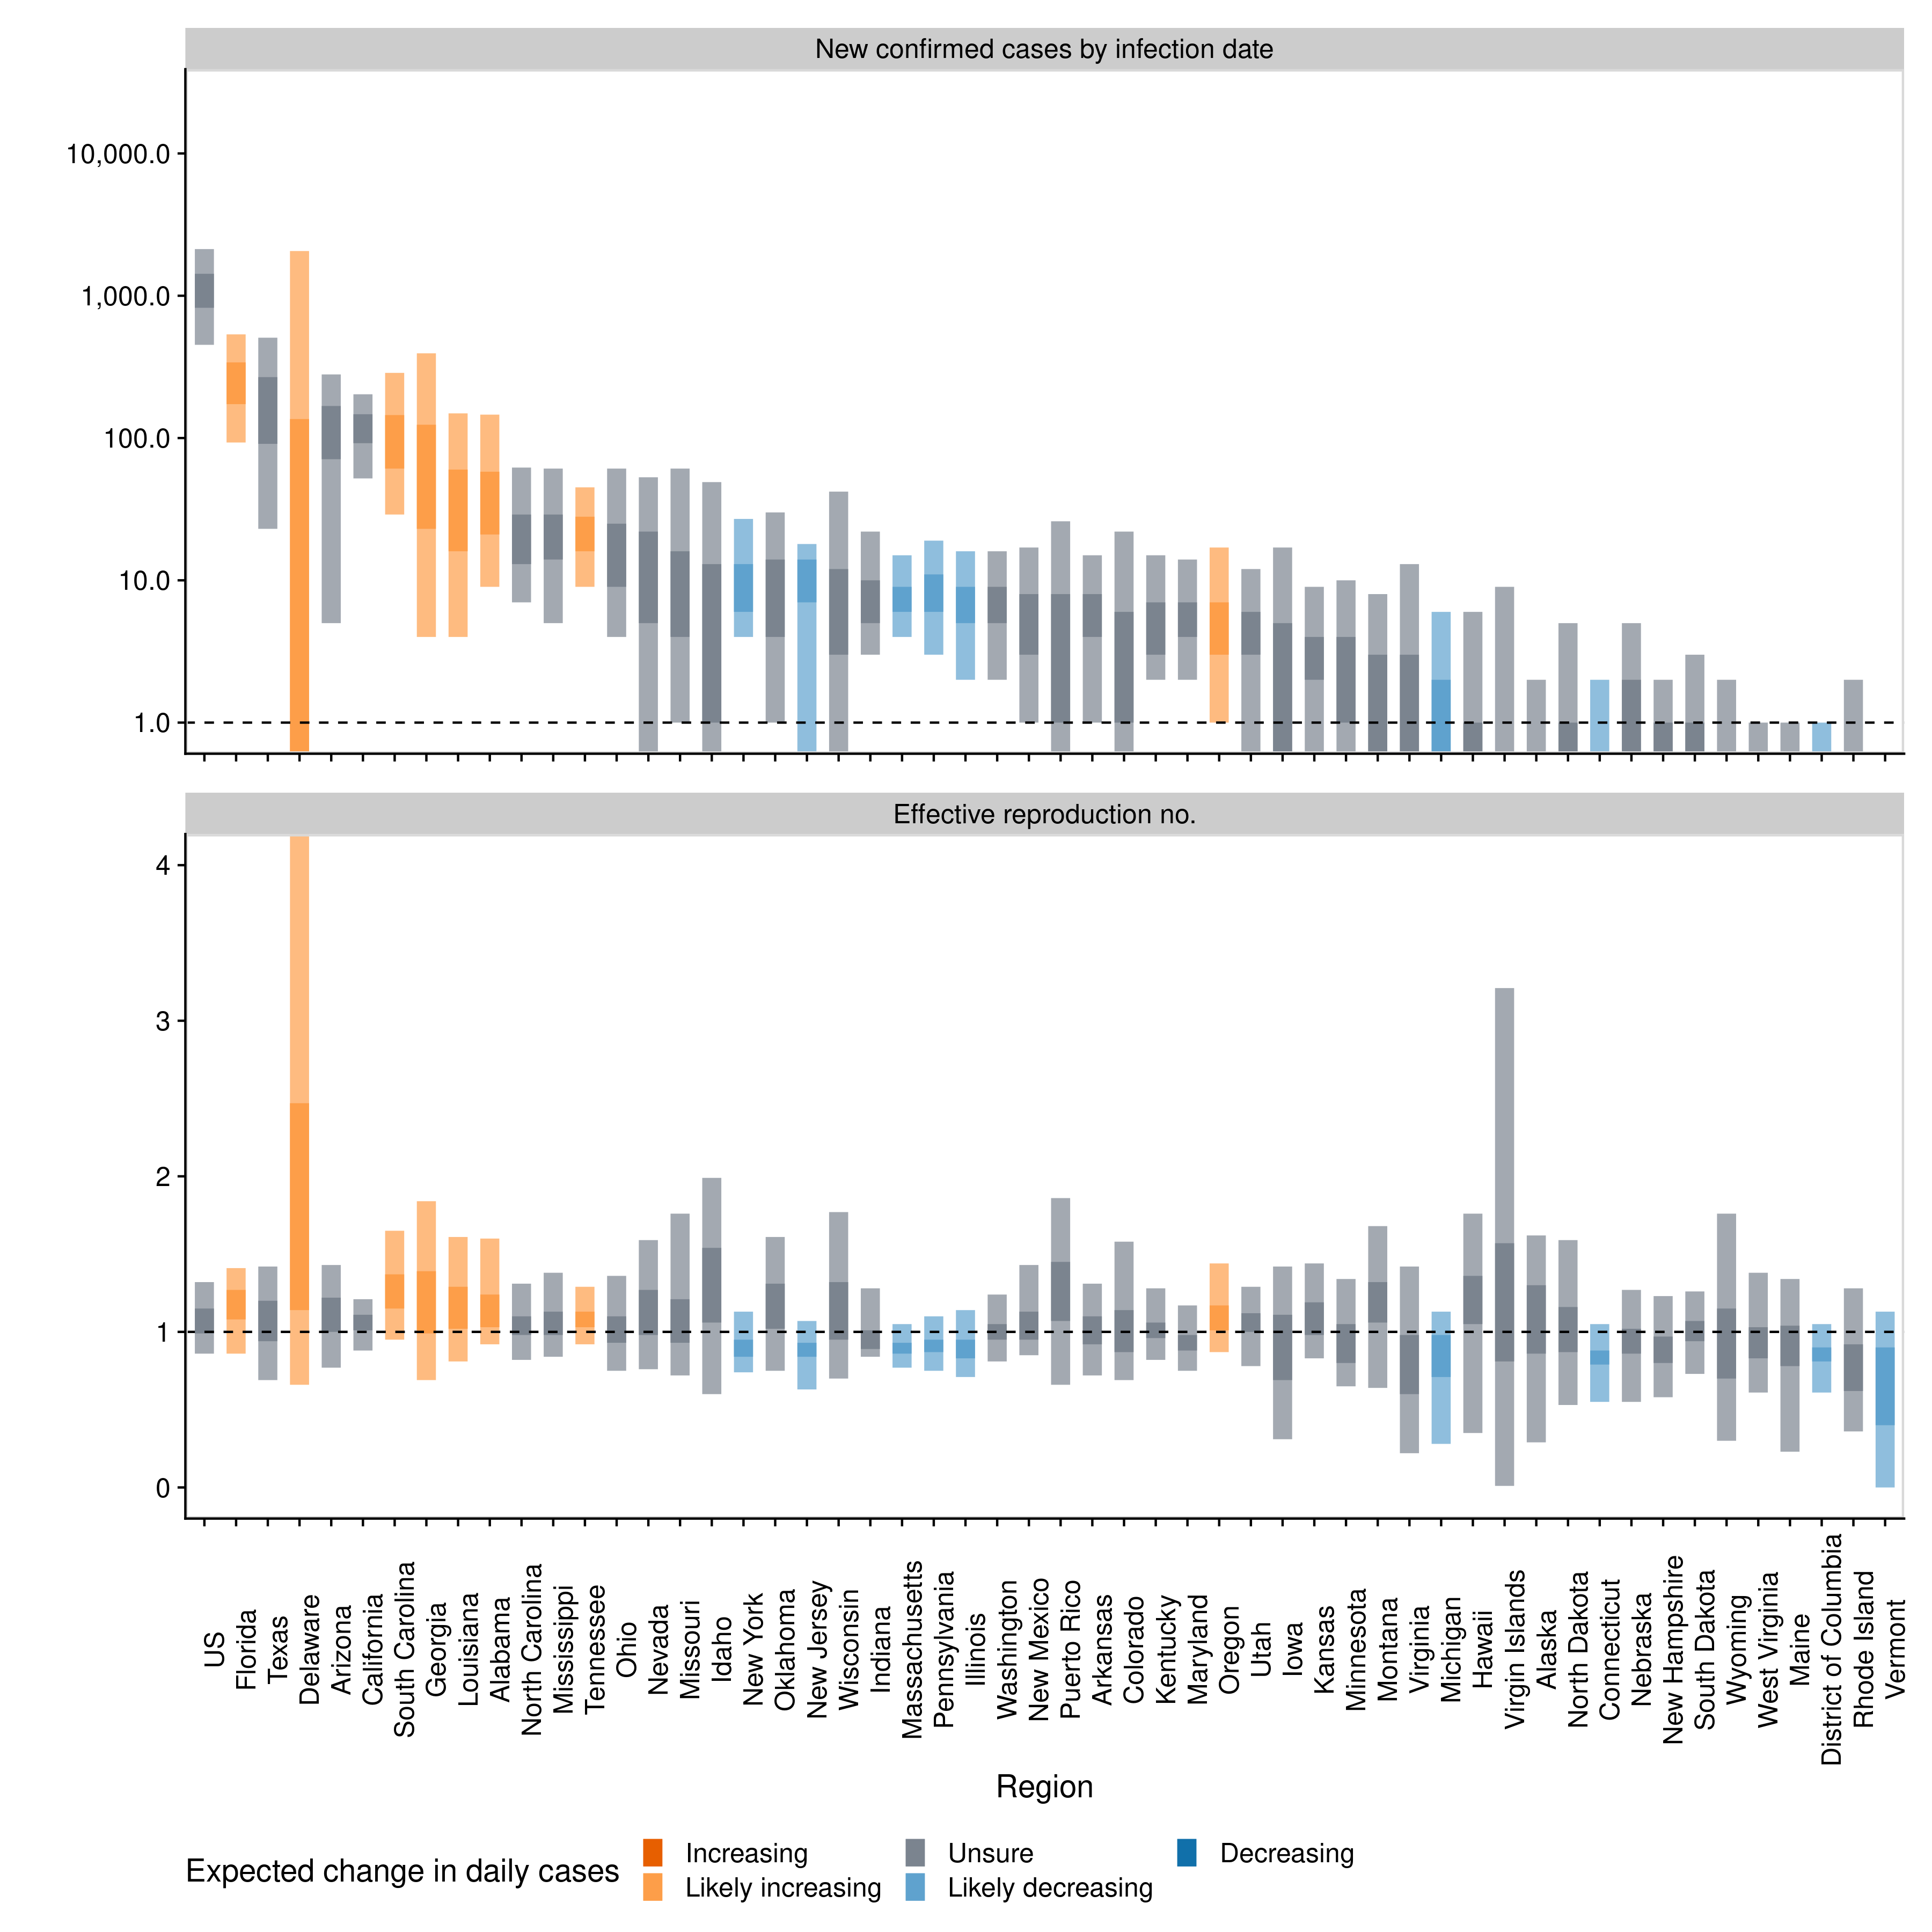 New confirmed cases by infection date
10,000.0
1,000.0
100.0
10.0
1.0
Effective reproduction no.
4
3
2
1
0
US
Florida
Texas
Delaware
Arizona
California
South Carolina
Georgia
Louisiana
Alabama
North Carolina
Mississippi
Tennessee
Ohio
Nevada
Missouri
Idaho
New York
Oklahoma
New Jersey
Wisconsin
Indiana
Massachusetts
Pennsylvania
Illinois
Washington
New Mexico
Puerto Rico
Arkansas
Colorado
Kentucky
Maryland
Oregon
Utah
Iowa
Kansas
Minnesota
Montana
Virginia
Michigan
Hawaii
Virgin Islands
Alaska
North Dakota
Connecticut
Nebraska
New Hampshire
South Dakota
Wyoming
West Virginia
Maine
District of Columbia
Rhode Island
Vermont
Region
Expected change in daily cases
Increasing
Likely increasing
Unsure
Likely decreasing
Decreasing